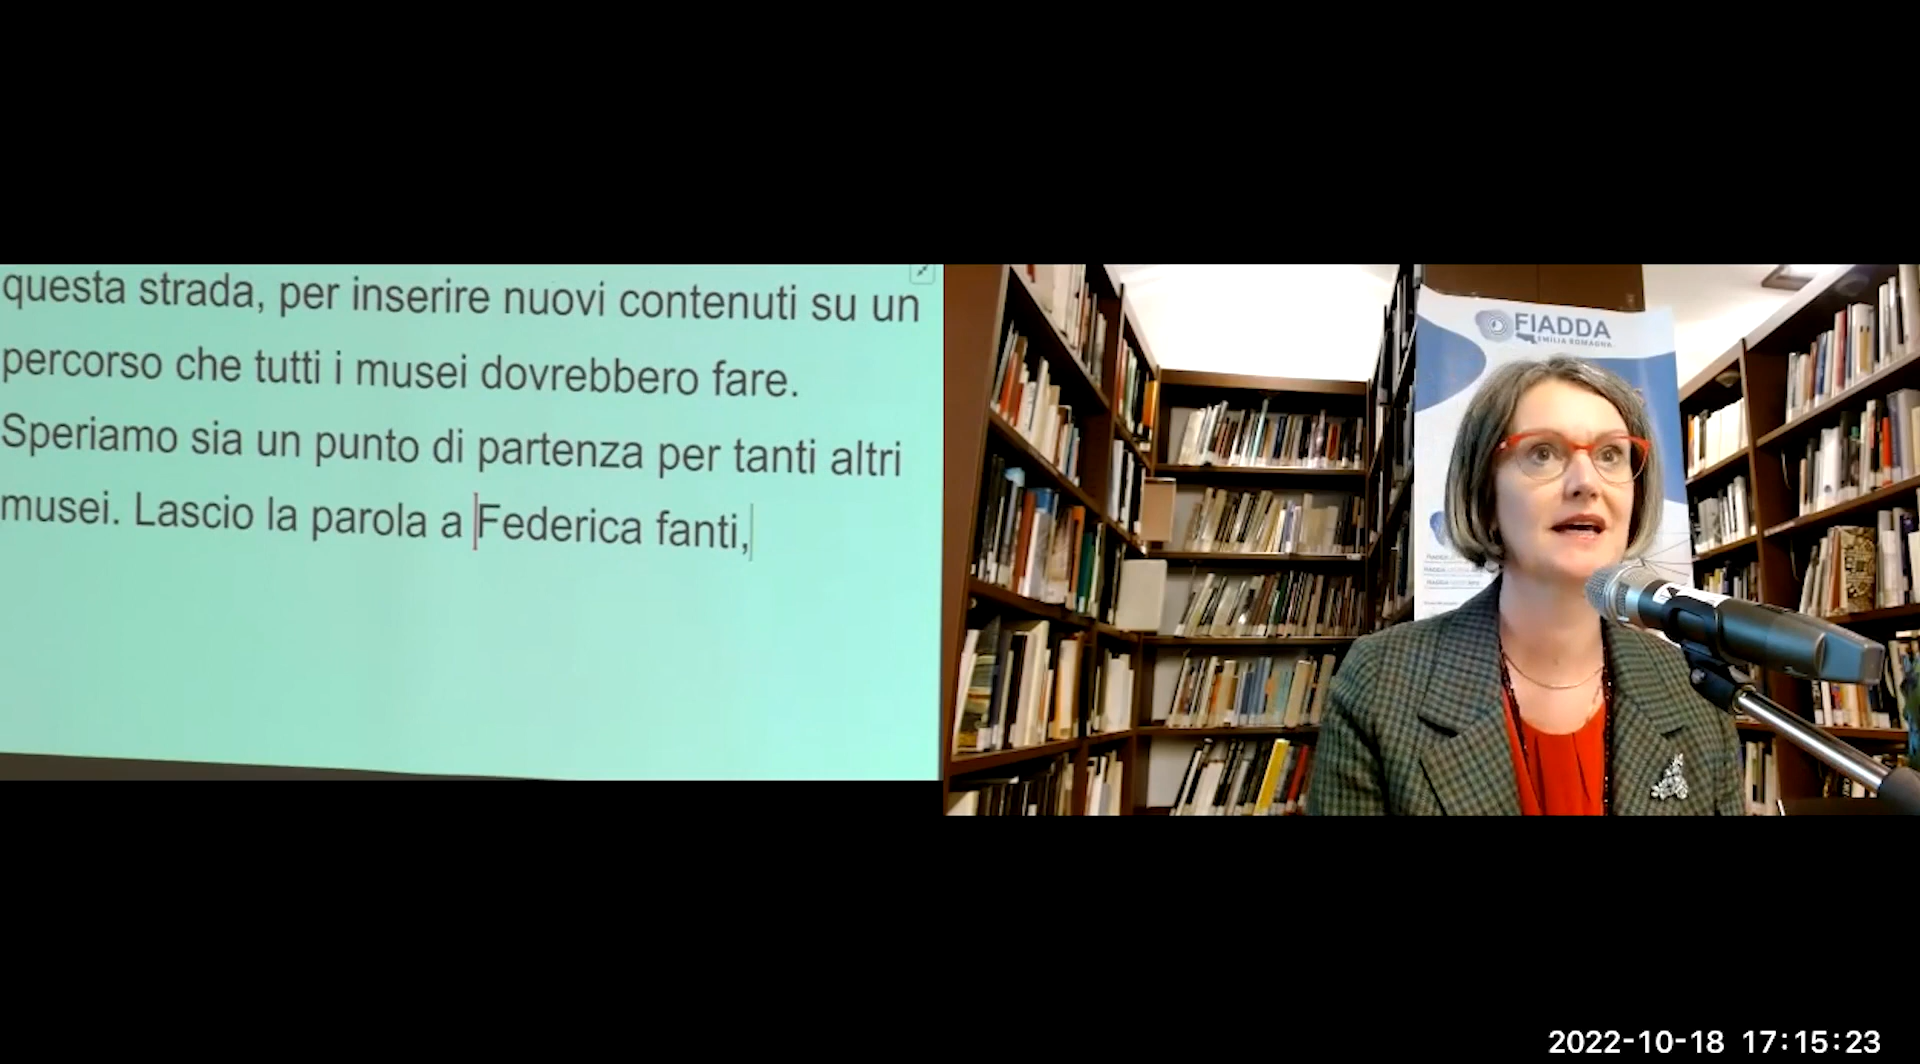 questa strada, per inserire nuovi contenuti su un
percorso che tutti i musei dovrebbero fare.
Speriamo sia un punto di partenza per tanti altri
musei. Lascio la parola a Federica fanti,
FIADDA
EMILIA ROMAGNA
2022-10-18 17:15:23